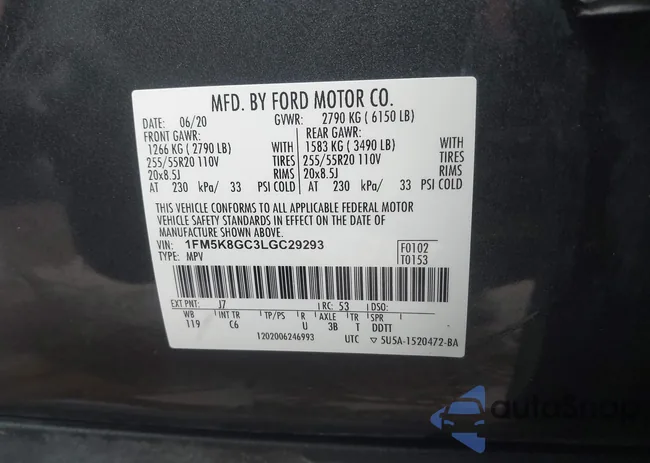 MFD. BY FORD MOTOR CO.
DATE: 06/20 GVWR: 2790 KG ( 6150 LB)
FRONT GAWR: REAR GAWR:
1266 KG ( 2790 LB) WITH 1583 KG ( 3490 LB) WITH
255/55R20 110V TIRES 255/55R20 110V TIRES
20x8.5J RIMS 20x8.5J RIMS
AT 230 kPa/ 33 PSI COLD AT 230 kPa/ 33 PSI COLD
THIS VEHICLE CONFORMS TO ALL APPLICABLE FEDERAL MOTOR
VEHICLE SAFETY STANDARDS IN EFFECT ON THE DATE OF
MANUFACTURE SHOWN ABOVE.
VIN: 1FM5K8GC3LGC29293 F0102
TYPE: MPV T0153
EXT PNT: J7 RC: 53 DSO:
WB INT TR TP/PS R AXLE TR SPR
119 C6 U 3B T DDTT
1202006246993 UTC ▽ 5U5A-1520472-BA
autoSnap